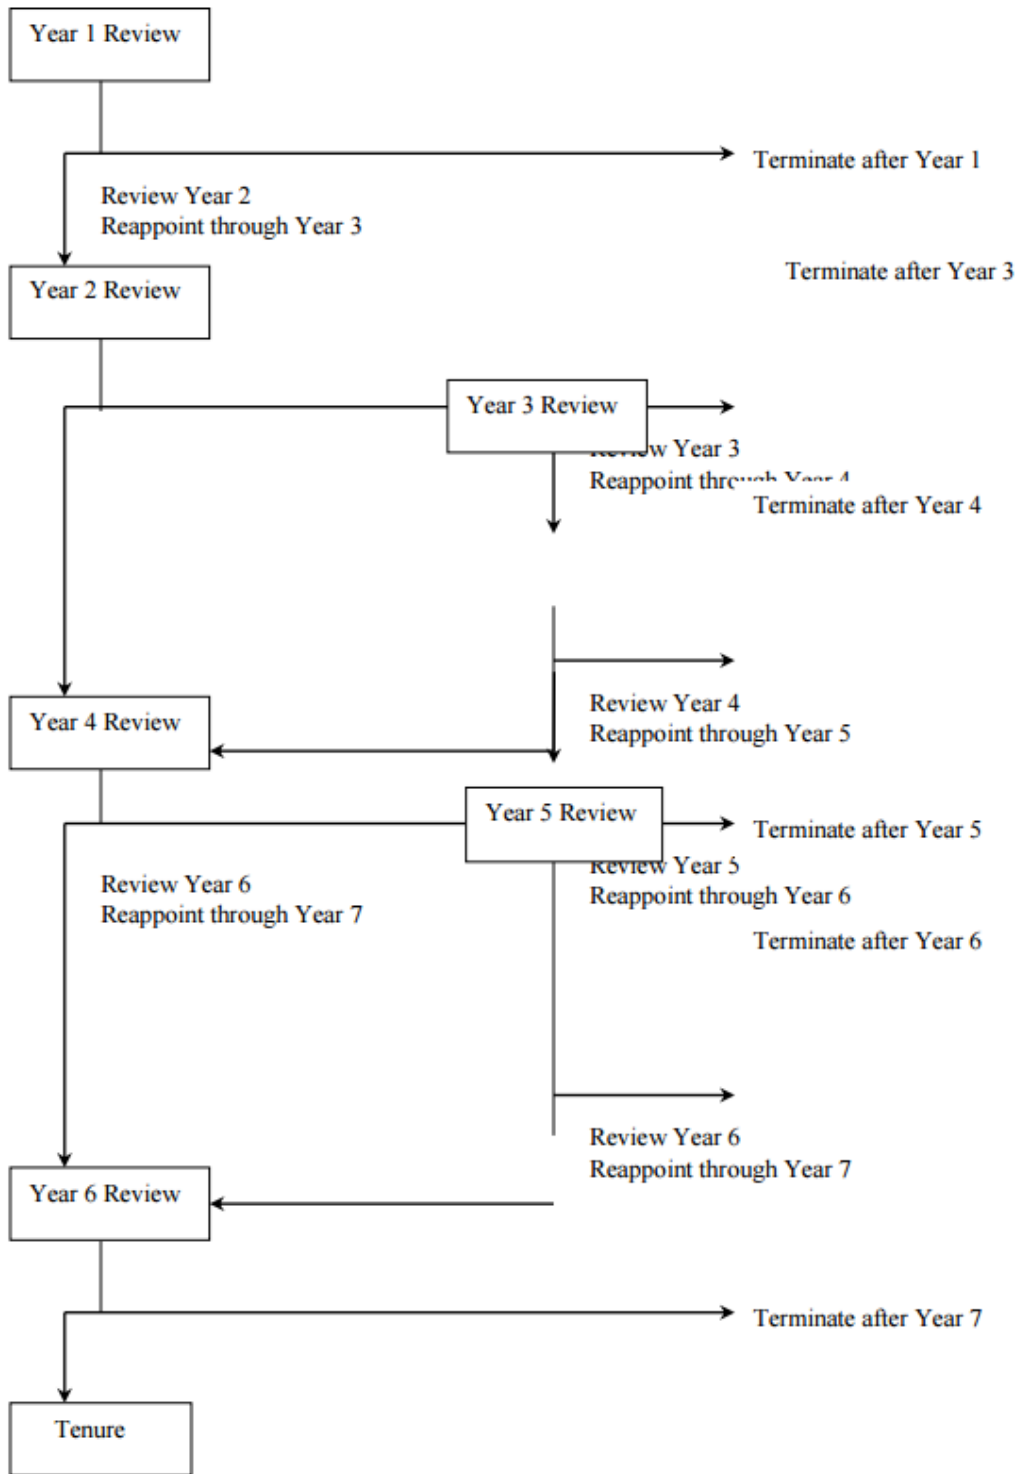 Year 1 Review
Terminate after Year 1
Review Year 2
Reappoint through Year 3
Terminate after Year 3
Year 2 Review
Year 3 Review
Review Year 3
Reappoint through Year 4
Terminate after Year 4
Review Year 4
Reappoint through Year 5
Year 4 Review
Year 5 Review
Terminate after Year 5
Review Year 5
Reappoint through Year 6
Review Year 6
Reappoint through Year 7
Terminate after Year 6
Review Year 6
Reappoint through Year 7
Year 6 Review
Terminate after Year 7
Tenure